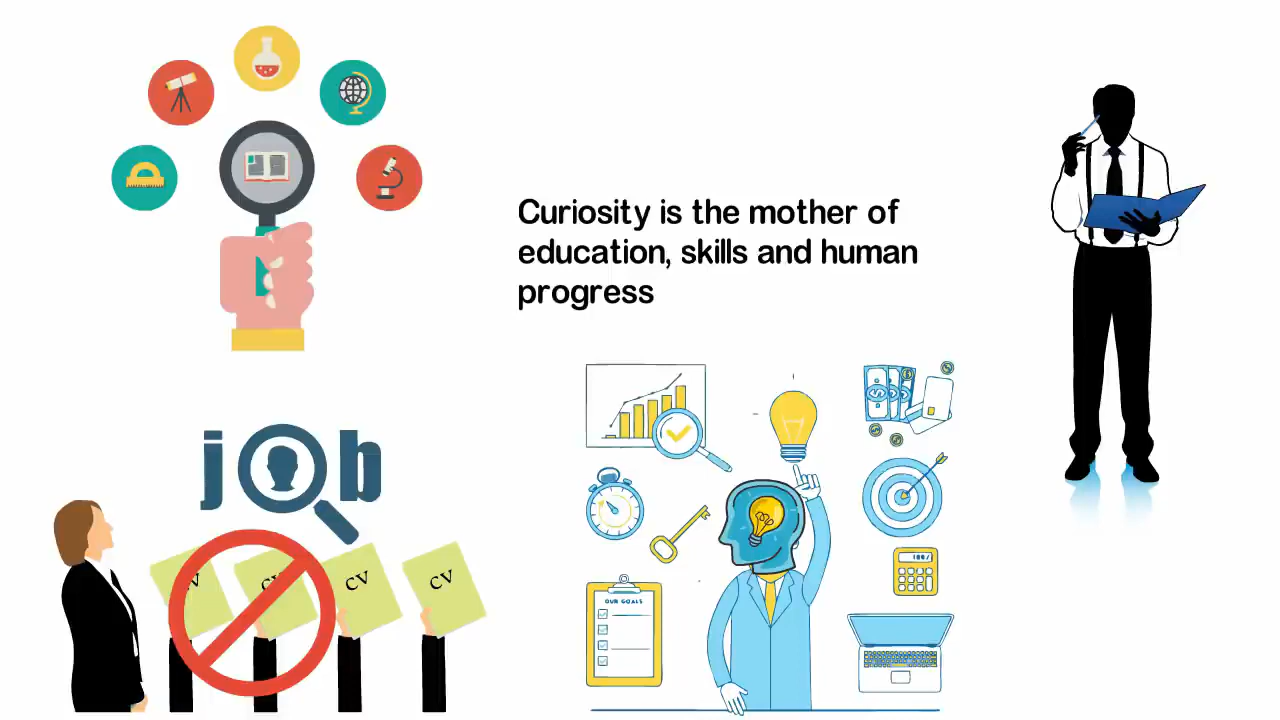 Curiosity is the mother of
education, skills and human
progress
job
CV
CV
CV
CV
OUR GOALS